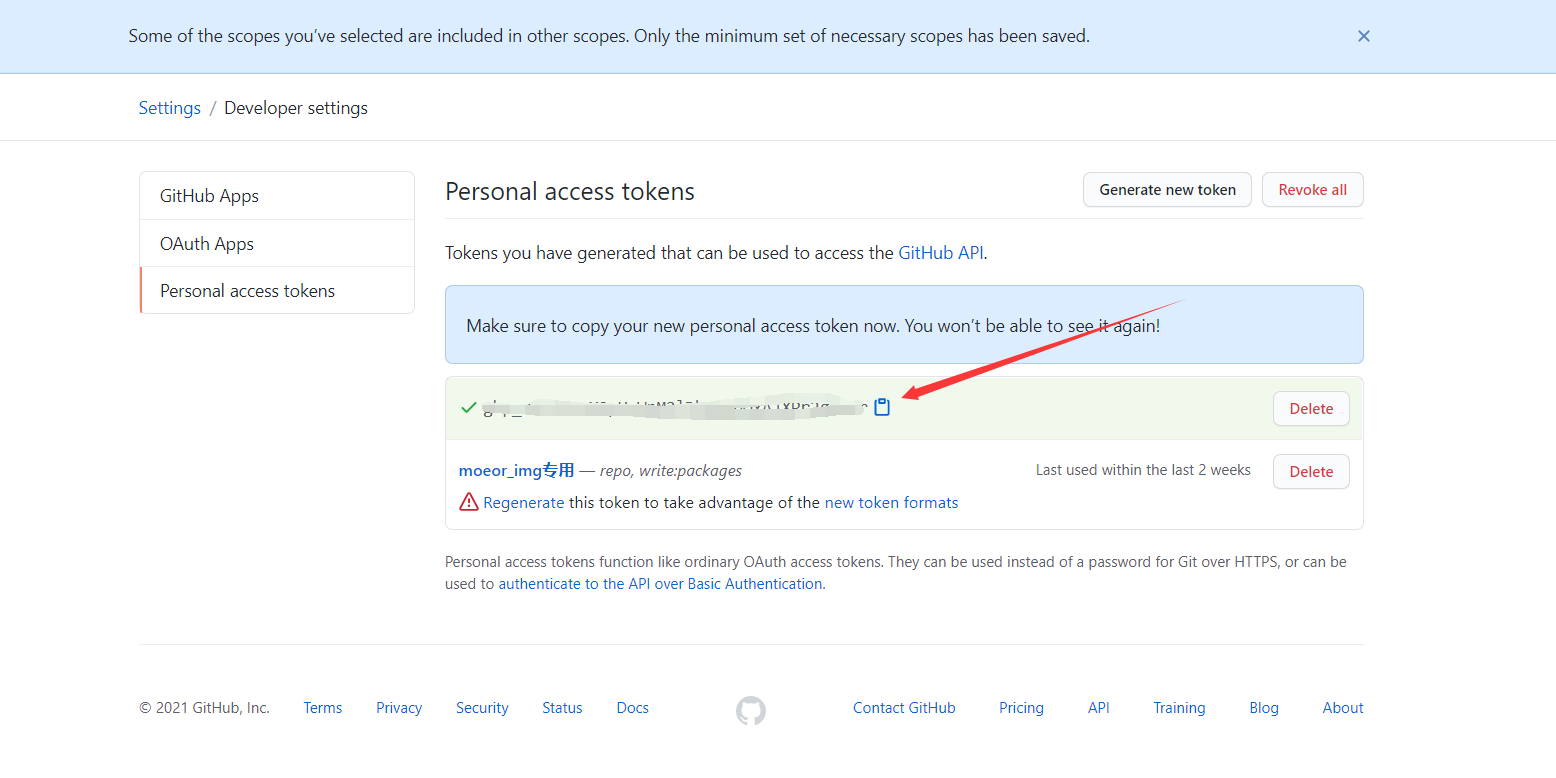 Some of the scopes you’ve selected are included in other scopes. Only the minimum set of necessary scopes has been saved.
Settings / Developer settings
GitHub Apps
OAuth Apps
Personal access tokens
Personal access tokens
Generate new token
Revoke all
Tokens you have generated that can be used to access the GitHub API.
Make sure to copy your new personal access token now. You won’t be able to see it again!
Delete
moeor_img专用 — repo, write:packages
Last used within the last 2 weeks
Delete
Regenerate this token to take advantage of the new token formats
Personal access tokens function like ordinary OAuth access tokens. They can be used instead of a password for Git over HTTPS, or can be
used to authenticate to the API over Basic Authentication.
© 2021 GitHub, Inc.
Terms
Privacy
Security
Status
Docs
Contact GitHub
Pricing
API
Training
Blog
About